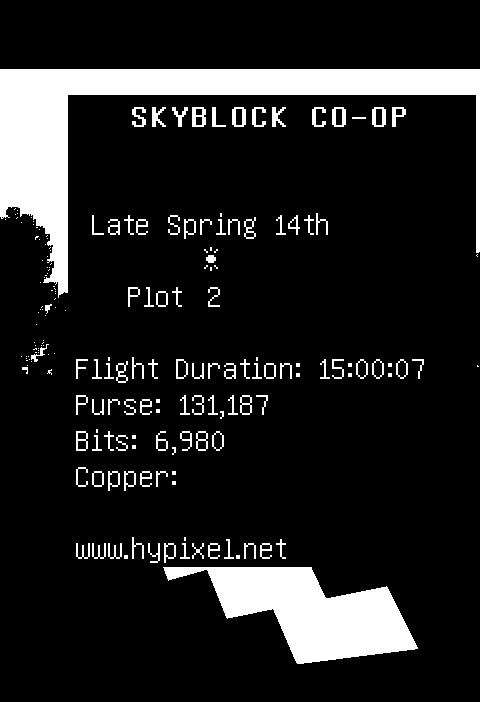 SKYBLOCK CO-OP
Late Spring 14th
Plot 2
Flight Duration: 15:00:07
Purse: 131,187
Bits: 6,980
Copper:
www.hypixel.net